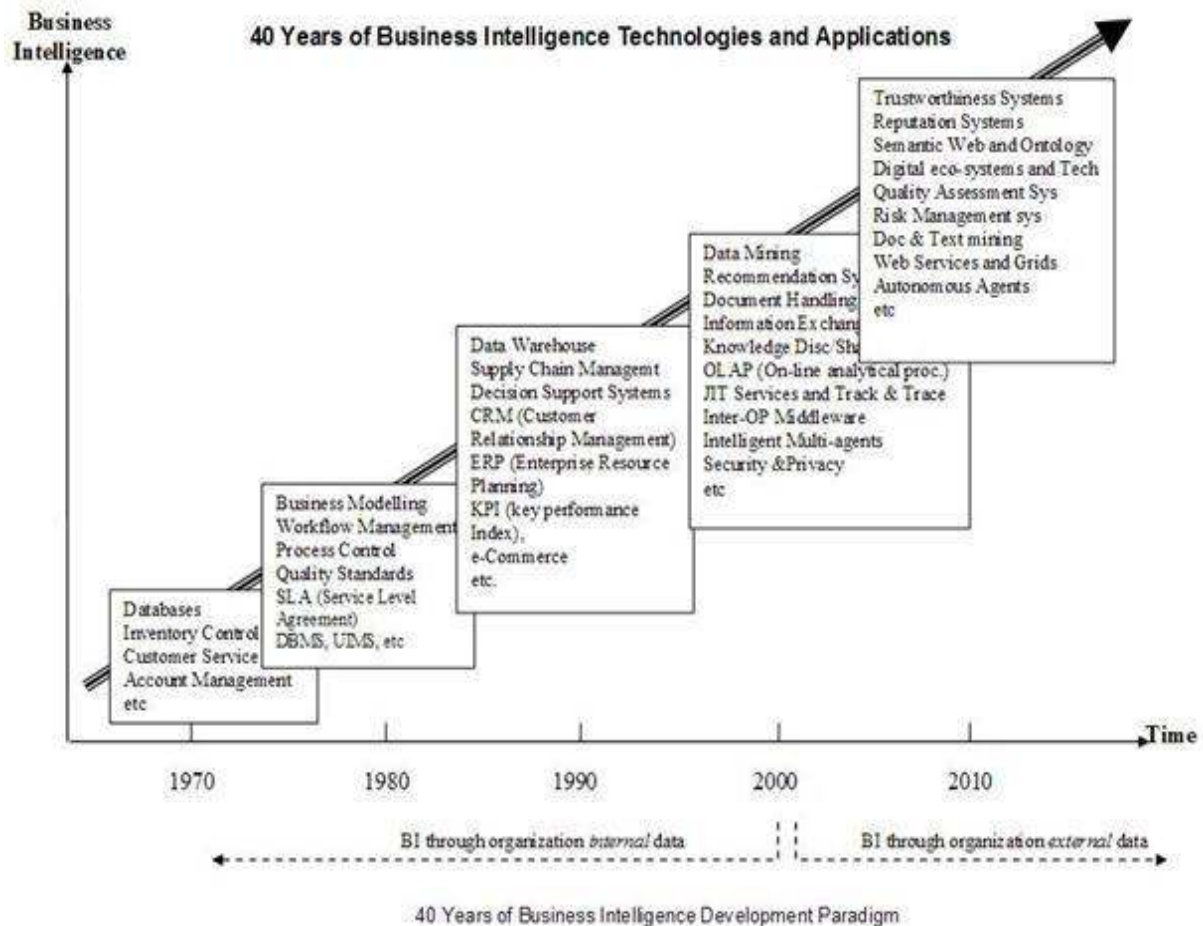 Business
Intelligence
40 Years of Business Intelligence Technologies and Applications
Trustworthiness Systems
Reputation Systems
Semantic Web and Ontology
Digital eco-systems and Tech
Quality Assessment Sys
Risk Management sys
Doc & Text mining
Web Services and Grids
Autonomous Agents
etc
Data Mining
Recommendation Sy
Document Handling
Information Exchan
Knowledge Disc/Sha
OLAP (On-line analytical proc.)
JIT Services and Track & Trace
Inter-OP Middleware
Intelligent Multi-agents
Security &Privacy
etc
Data Warehouse
Supply Chain Managemt
Decision Support Systems
CRM (Customer
Relationship Management)
ERP (Enterprise Resource
Planning)
KPI (key performance
Index),
e-Commerce
etc.
Business Modelling
Workflow Management
Process Control
Quality Standards
SLA (Service Level
Agreement)
DBMS, UIMS, etc
Databases
Inventory Control
Customer Service
Account Management
etc
Time
1970 1980 1990 2000 2010
BI through organization internal data BI through organization external data
40 Years of Business Intelligence Development Paradigm